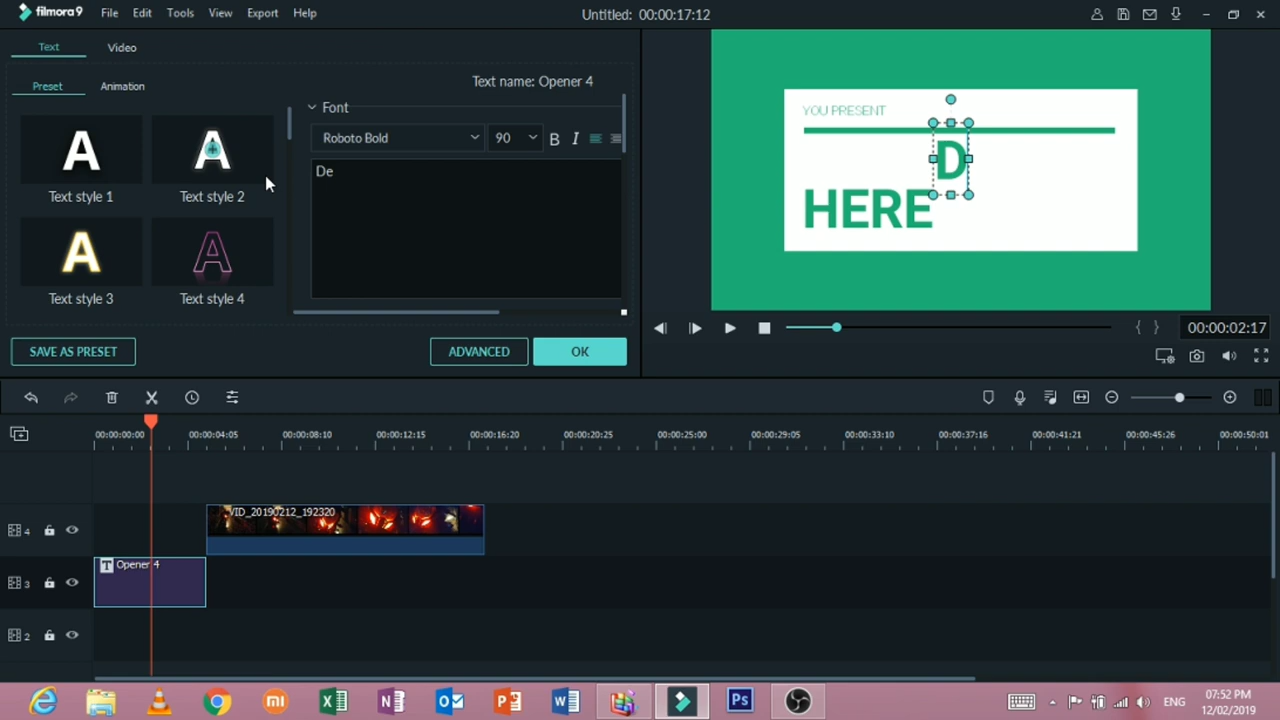 filmora9 File Edit Tools View Export Help Untitled: 00:00:17:12
Text Video
Preset Animation
Text name: Opener 4
Font
Roboto Bold 90 B I
De
A A
Text style 1 Text style 2
A A
Text style 3 Text style 4
SAVE AS PRESET ADVANCED OK
YOU PRESENT
D
HERE
{ } 00:00:02:17
00:00:00:00 00:00:04:05 00:00:08:10 00:00:12:15 00:00:16:20 00:00:20:25 00:00:25:00 00:00:29:05 00:00:33:10 00:00:37:16 00:00:41:21 00:00:45:26 00:00:50:01
4 VID_20190212_192320
3 T Opener 4
2
mi Ps ENG 07:52 PM
12/02/2019